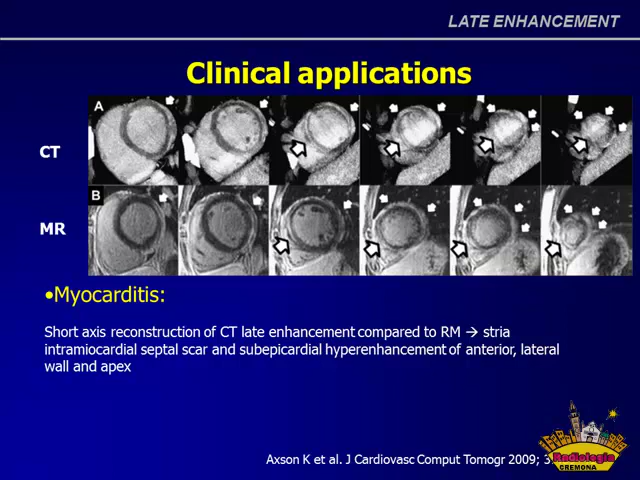 LATE ENHANCEMENT
Clinical applications
A
CT
B
MR
•Myocarditis:
Short axis reconstruction of CT late enhancement compared to RM → stria
intramiocardial septal scar and subepicardial hyperenhancement of anterior, lateral
wall and apex
Axson K et al. J Cardiovasc Comput Tomogr 2009; 3
Radiologia
CREMONA